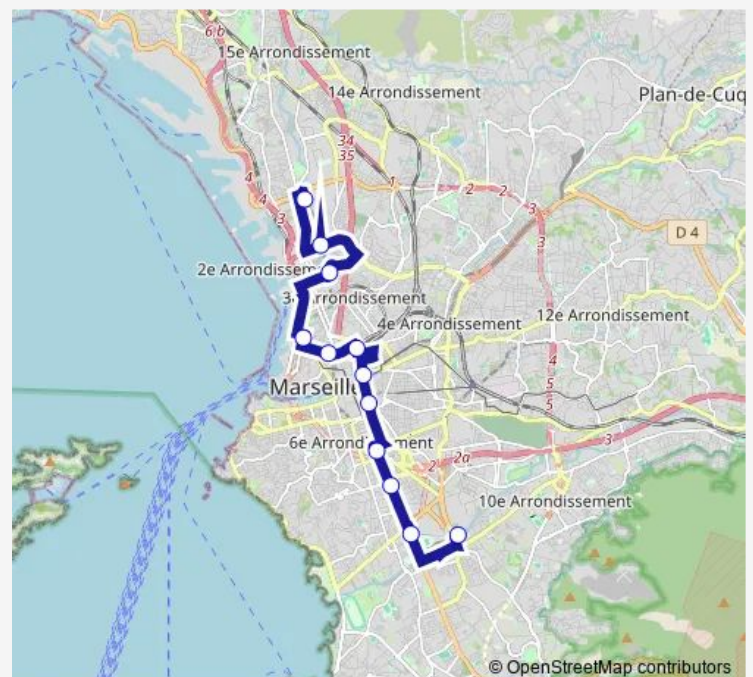 6 b
15e Arrondissement
14e Arrondissement
Plan-de-Cuq
34
35
4
1
2
2
3
4
3
3
D 4
2e Arrondissem
3e Arrondissement
12e Arrondissement
4e Arrondissement
4
5
5
Marseille
6e Arrondissement
3
2
2a
10e Arrondissement
© OpenStreetMap contributors